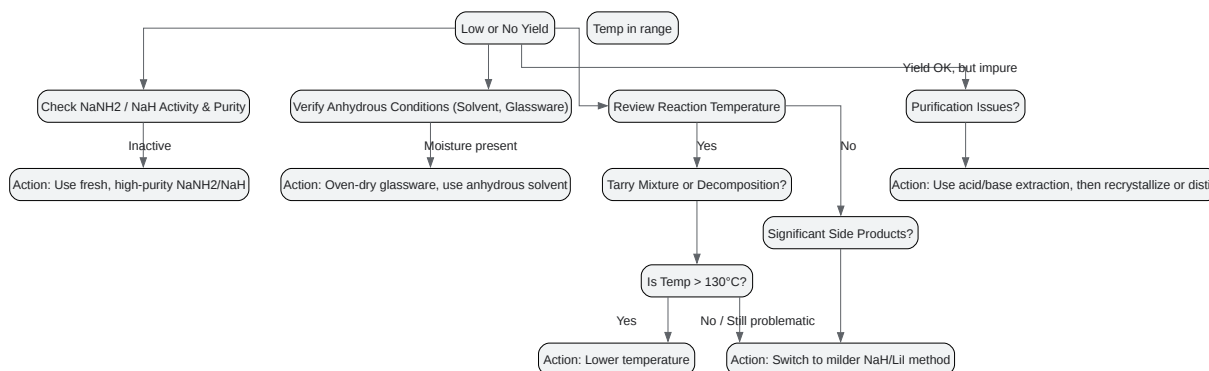 Low or No Yield
Temp in range
Yield OK, but impure
Check NaNH2 / NaH Activity & Purity
Verify Anhydrous Conditions (Solvent, Glassware)
Review Reaction Temperature
Purification Issues?
Inactive
Moisture present
Yes
No
Action: Use fresh, high-purity NaNH2/NaH
Action: Oven-dry glassware, use anhydrous solvent
Tarry Mixture or Decomposition?
Action: Use acid/base extraction, then recrystallize or disti
Significant Side Products?
Is Temp > 130°C?
Yes
No / Still problematic
Action: Lower temperature
Action: Switch to milder NaH/LiI method